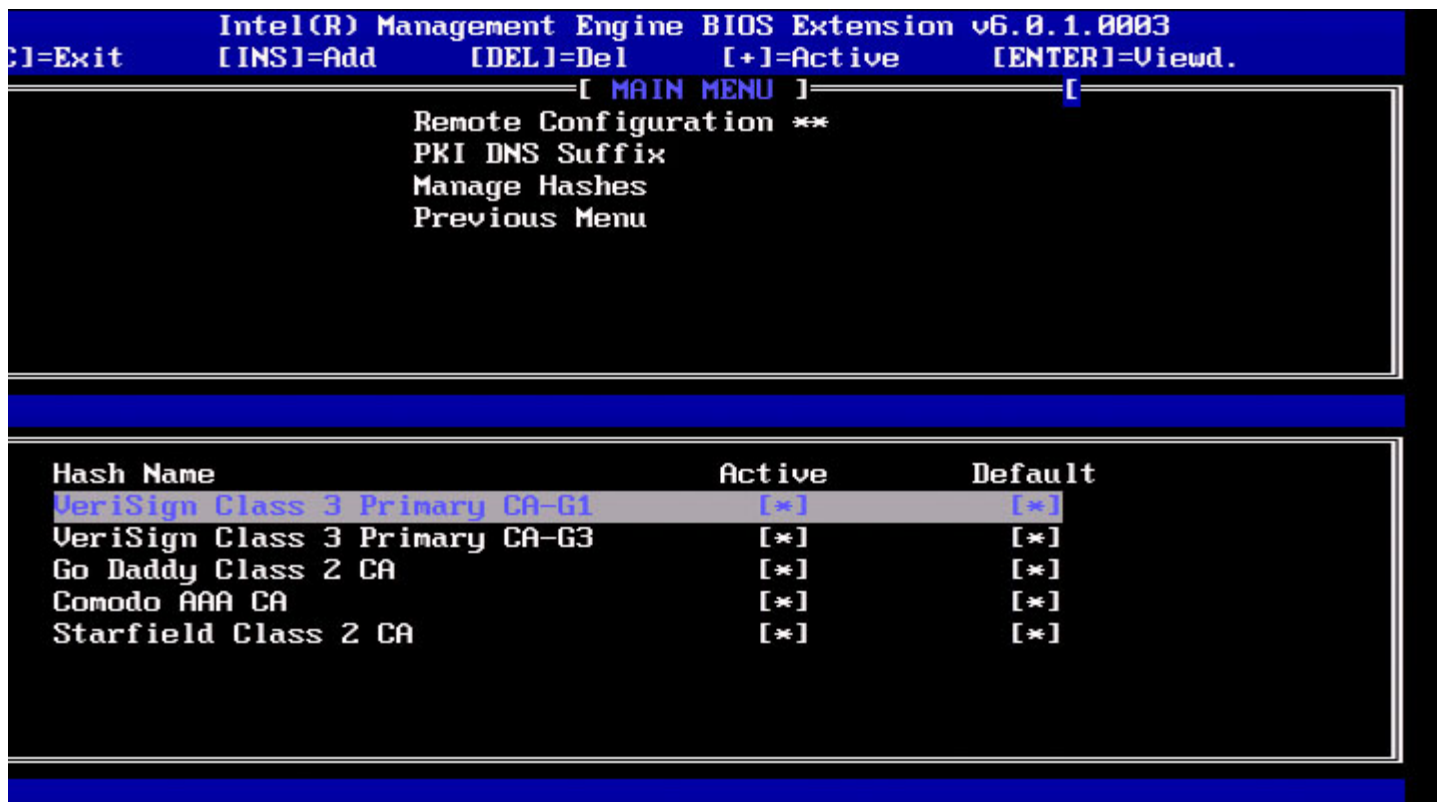 Intel(R) Management Engine BIOS Extension v6.0.1.0003
C]=Exit [INS]=Add [DEL]=Del [+]=Active [ENTER]=Viewd.
[ MAIN MENU ] [
Remote Configuration **
PKI DNS Suffix
Manage Hashes
Previous Menu
Hash Name Active Default
VeriSign Class 3 Primary CA-G1 [*] [*]
VeriSign Class 3 Primary CA-G3 [*] [*]
Go Daddy Class 2 CA [*] [*]
Comodo AAA CA [*] [*]
Starfield Class 2 CA [*] [*]